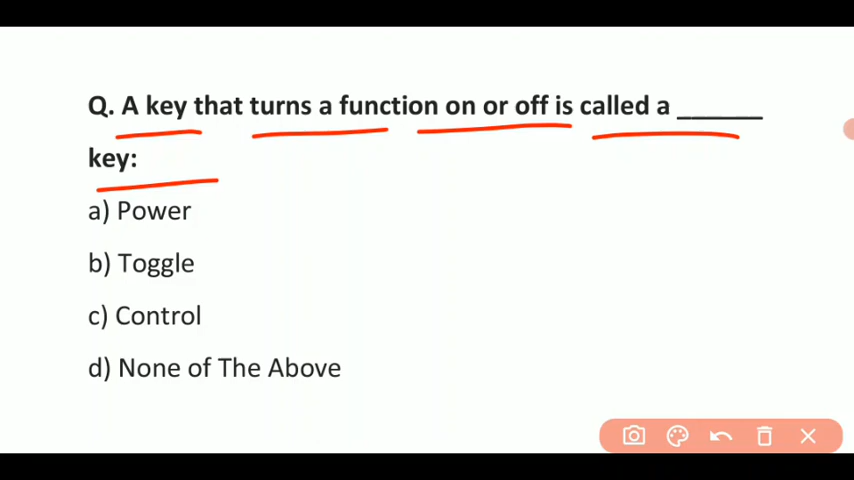 Q. A key that turns a function on or off is called a ______
key:
a) Power
b) Toggle
c) Control
d) None of The Above